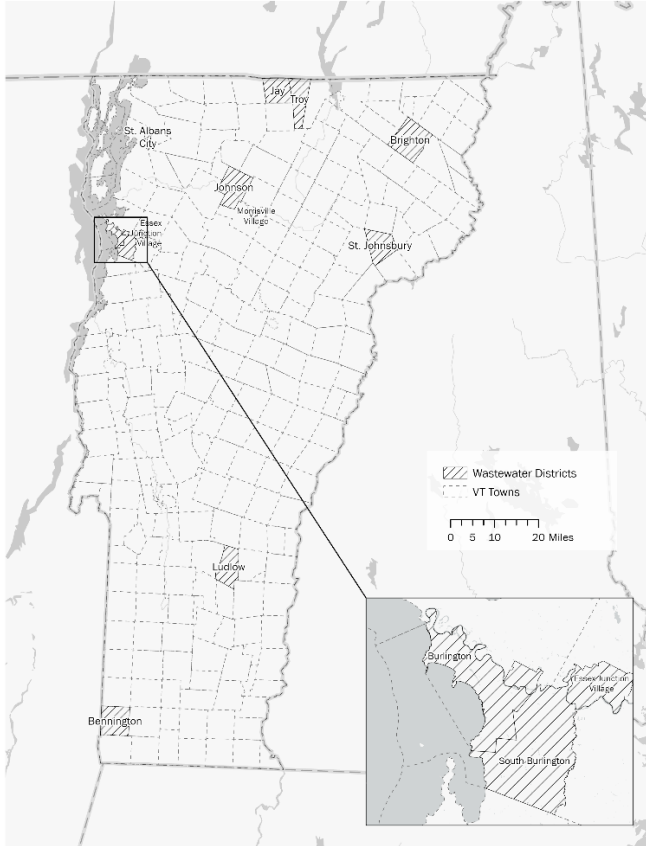 Jay
Troy
St. Albans
City
Brighton
Johnson
Morrisville
Village
Essex
Junction
Village
St. Johnsbury
Wastewater Districts
VT Towns
0 5 10 20 Miles
Ludlow
Burlington
Essex Junction
Village
Bennington
South Burlington